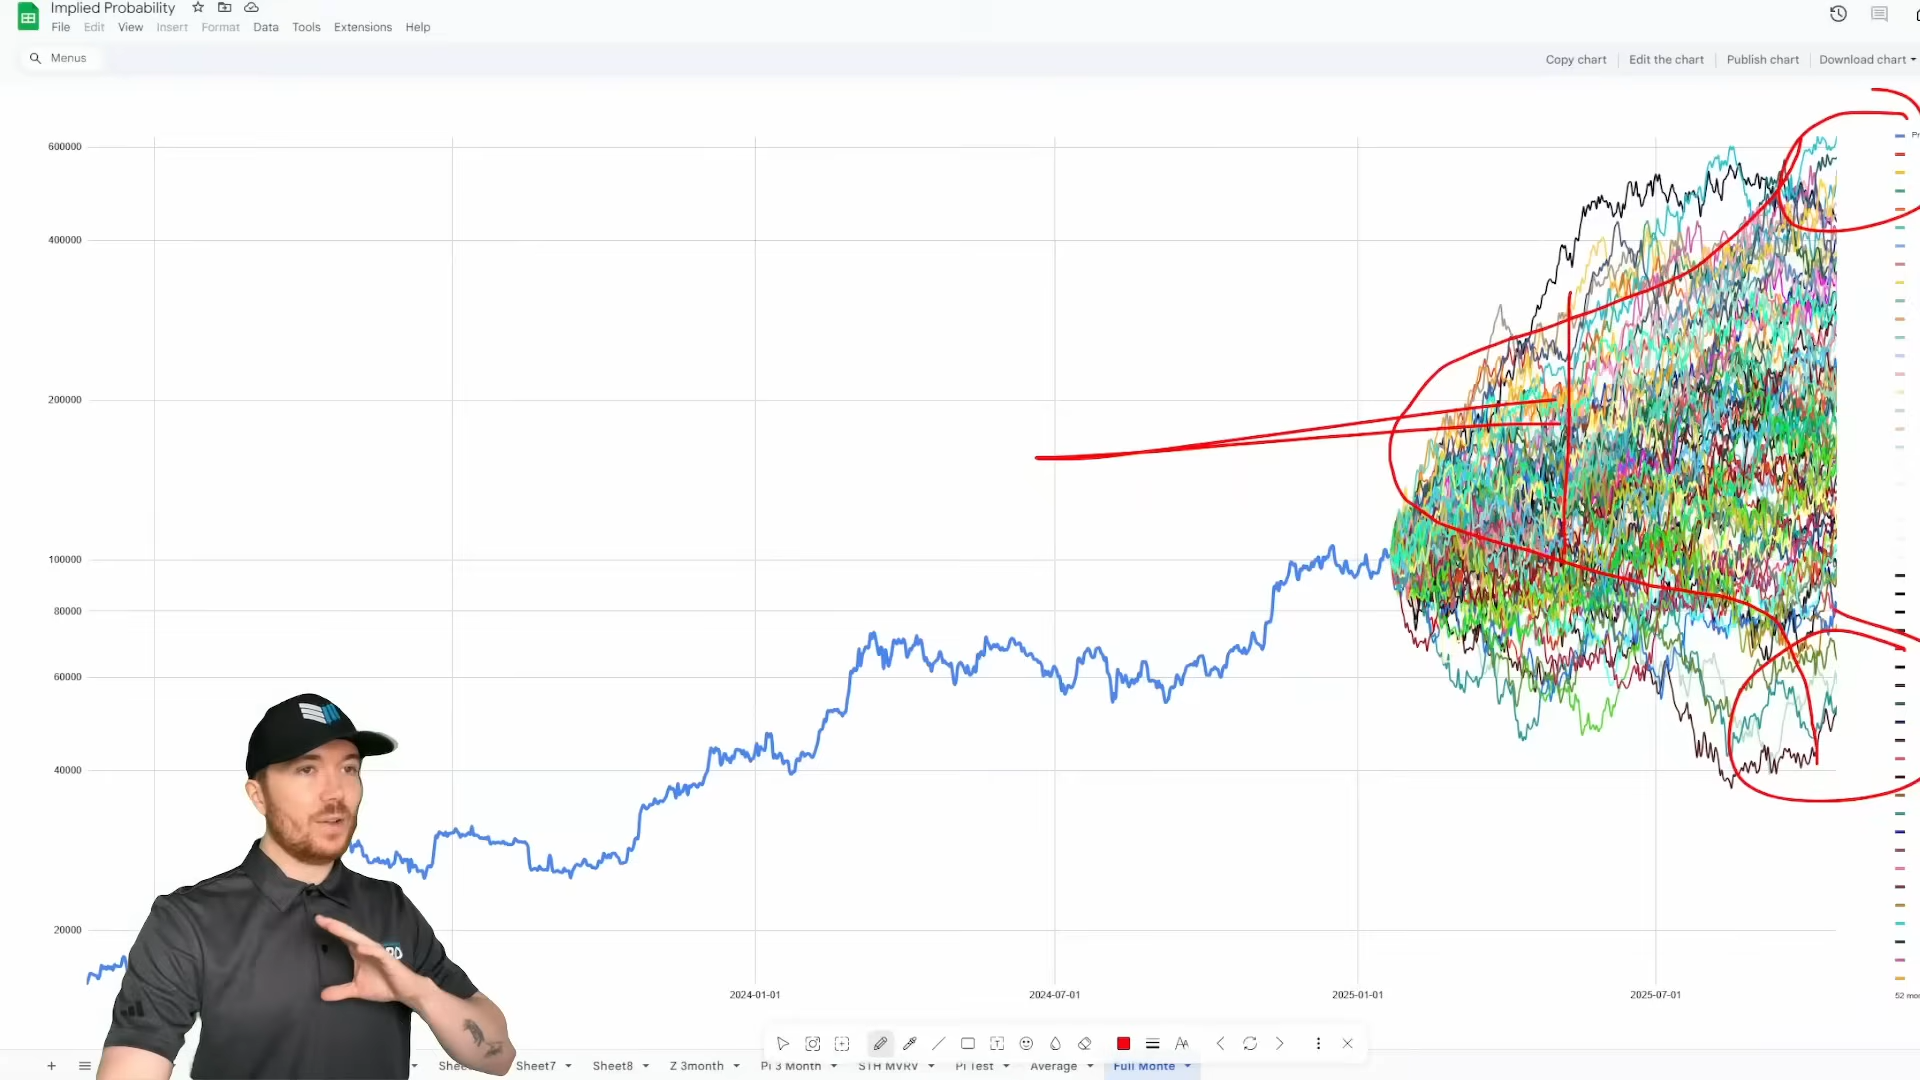 Implied Probability
File Edit View Insert Format Data Tools Extensions Help
Menus
Copy chart Edit the chart Publish chart Download chart
600000
400000
200000
100000
80000
60000
40000
20000
2024-01-01 2024-07-01 2025-01-01 2025-07-01
Sheet7 Sheet8 Z 3month Pi 3 Month STH MVRV Pi Test Average Full Monte